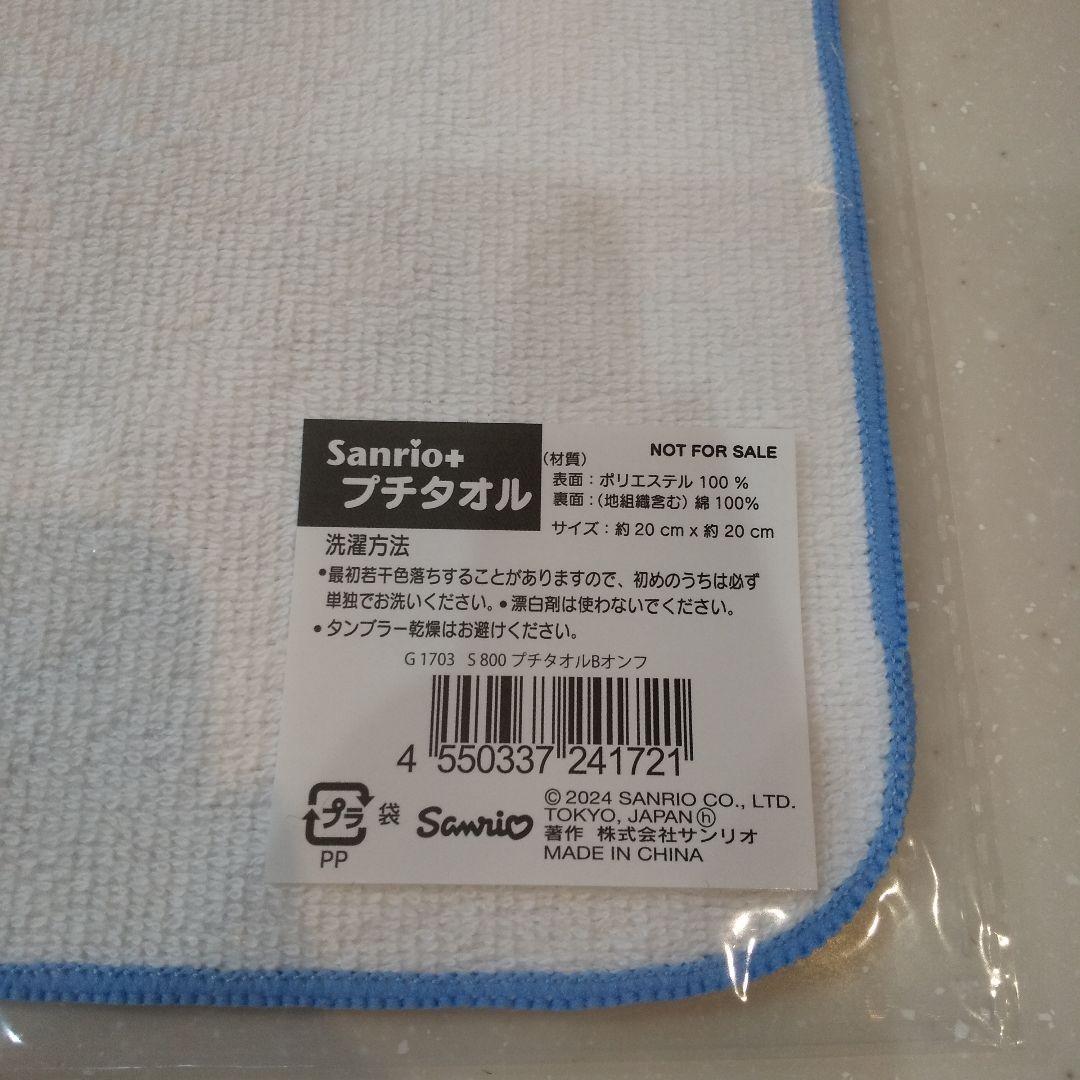 Sanrio+
プチタオル
NOT FOR SALE
(材質)
表面:ポリエステル 100 %
裏面:(地組織含む) 綿 100%
サイズ:約 20 cm x 約 20 cm
洗濯方法
•最初若干色落ちすることがありますので、初めのうちは必ず
単独でお洗いください。•漂白剤は使わないでください。
•タンブラー乾燥はお避けください。
G 1703 S 800 プチタオルBオンフ
4 550337 241721
プラ 袋
PP
Sanrio
© 2024 SANRIO CO., LTD.
TOKYO, JAPAN ⓗ
著作 株式会社サンリオ
MADE IN CHINA